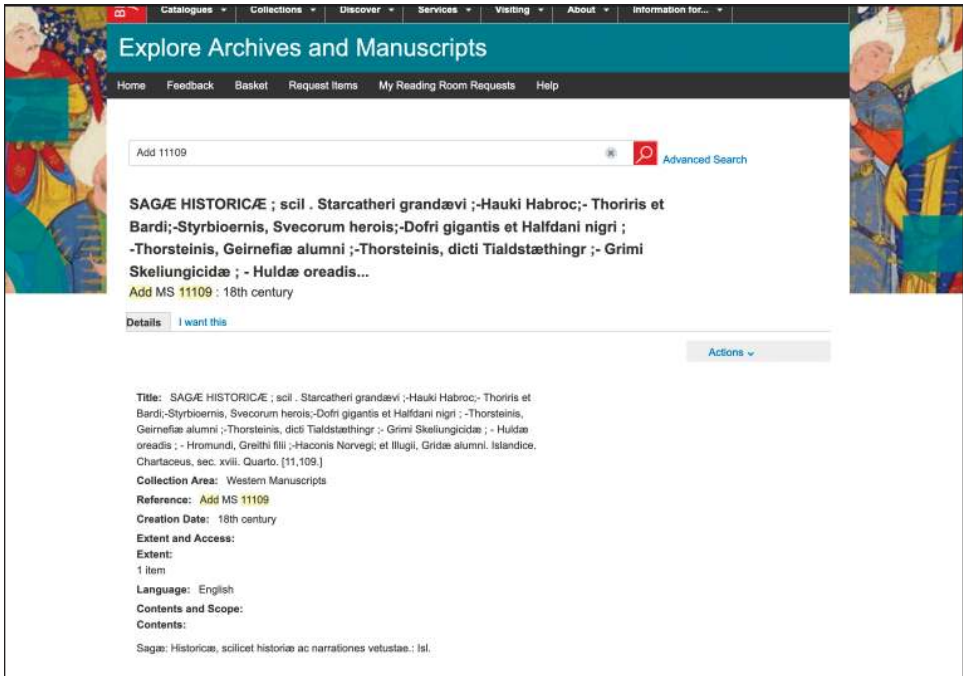 Catalogues Collections Discover Services Visiting About Information for...
Explore Archives and Manuscripts
Home Feedback Basket Request Items My Reading Room Requests Help
Add 11109
Advanced Search
SAGÆ HISTORICÆ ; scil . Starcatheri grandævi ;-Hauki Habroc;- Thoriris et
Bardi;-Styrbioernis, Svecorum herois;-Dofri gigantis et Halfdani nigri ;
-Thorsteinis, Geirnefiæ alumni ;-Thorsteinis, dicti Tialdstæthingr ;- Grimi
Skeliungicidæ ; - Huldæ oreadis...
Add MS 11109 : 18th century
Details I want this
Actions
Title: SAGÆ HISTORICÆ ; scil . Starcatheri grandævi ;-Hauki Habroc;- Thoriris et
Bardi;-Styrbioernis, Svecorum herois;-Dofri gigantis et Halfdani nigri ; -Thorsteinis,
Geirnefiæ alumni ;-Thorsteinis, dicti Tialdstæthingr ;- Grimi Skeliungicidæ ; - Huldæ
oreadis ; - Hromundi, Greithi filii ;-Haconis Norvegi; et Illugii, Gridæ alumni. Islandice.
Chartaceus, sec. xviii. Quarto. [11,109.]
Collection Area: Western Manuscripts
Reference: Add MS 11109
Creation Date: 18th century
Extent and Access:
Extent:
1 item
Language: English
Contents and Scope:
Contents:
Sagæ: Historicæ, scilicet historiæ ac narrationes vetustae.: Isl.